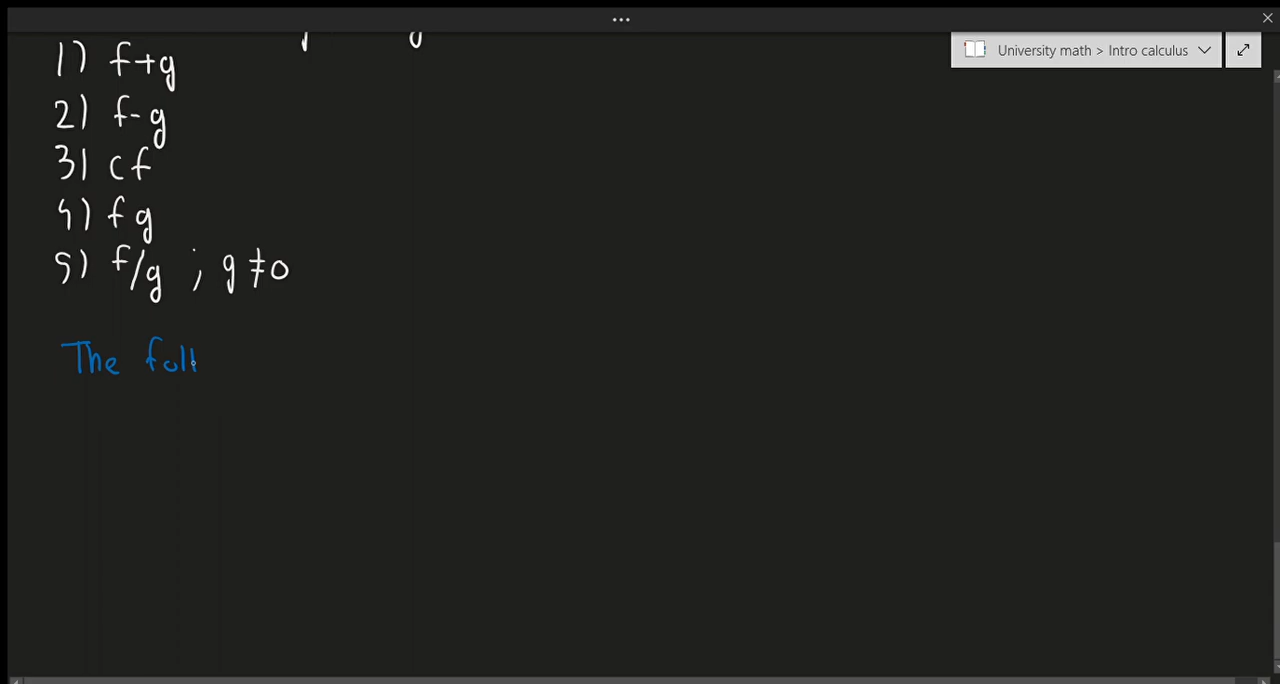 ...
University math > Intro calculus
1) f+g
2) f-g
3) cf
4) fg
5) f/g ; g≠0
The foll